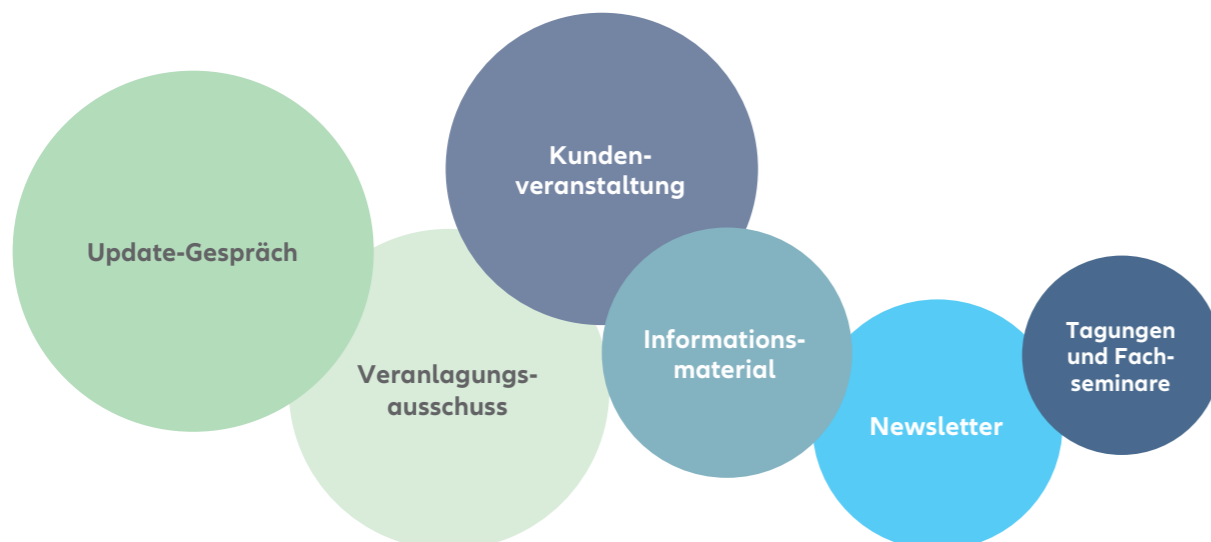 Update-Gespräch
Veranlagungs-
ausschuss
Kunden-
veranstaltung
Informations-
material
Newsletter
Tagungen
und Fach-
seminare